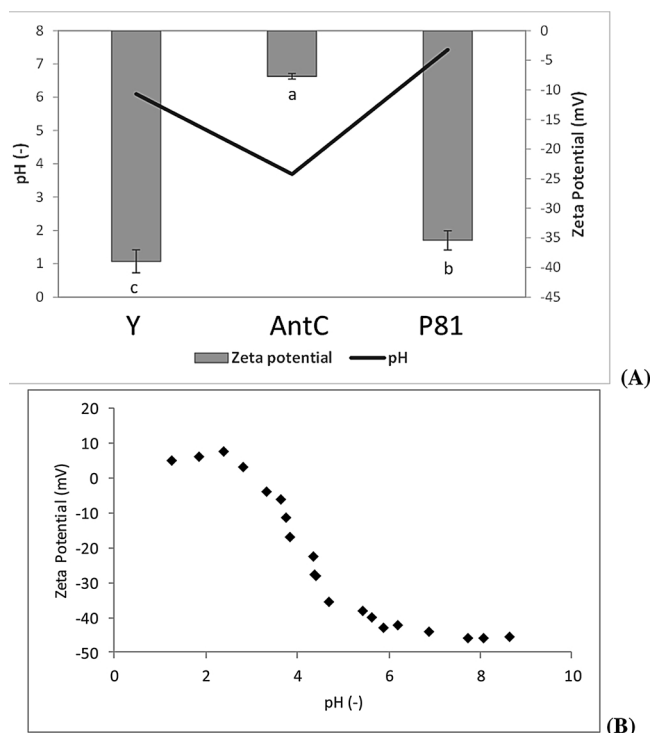 8
7
6
5
4
3
2
1
0
pH (-)
0
-5
-10
-15
-20
-25
-30
-35
-40
-45
Zeta Potential (mV)
a
b
c
Y AntC P81
Zeta potential pH
(A)
20
10
0
-10
-20
-30
-40
-50
Zeta Potential (mV)
0 2 4 6 8 10
pH (-)
(B)